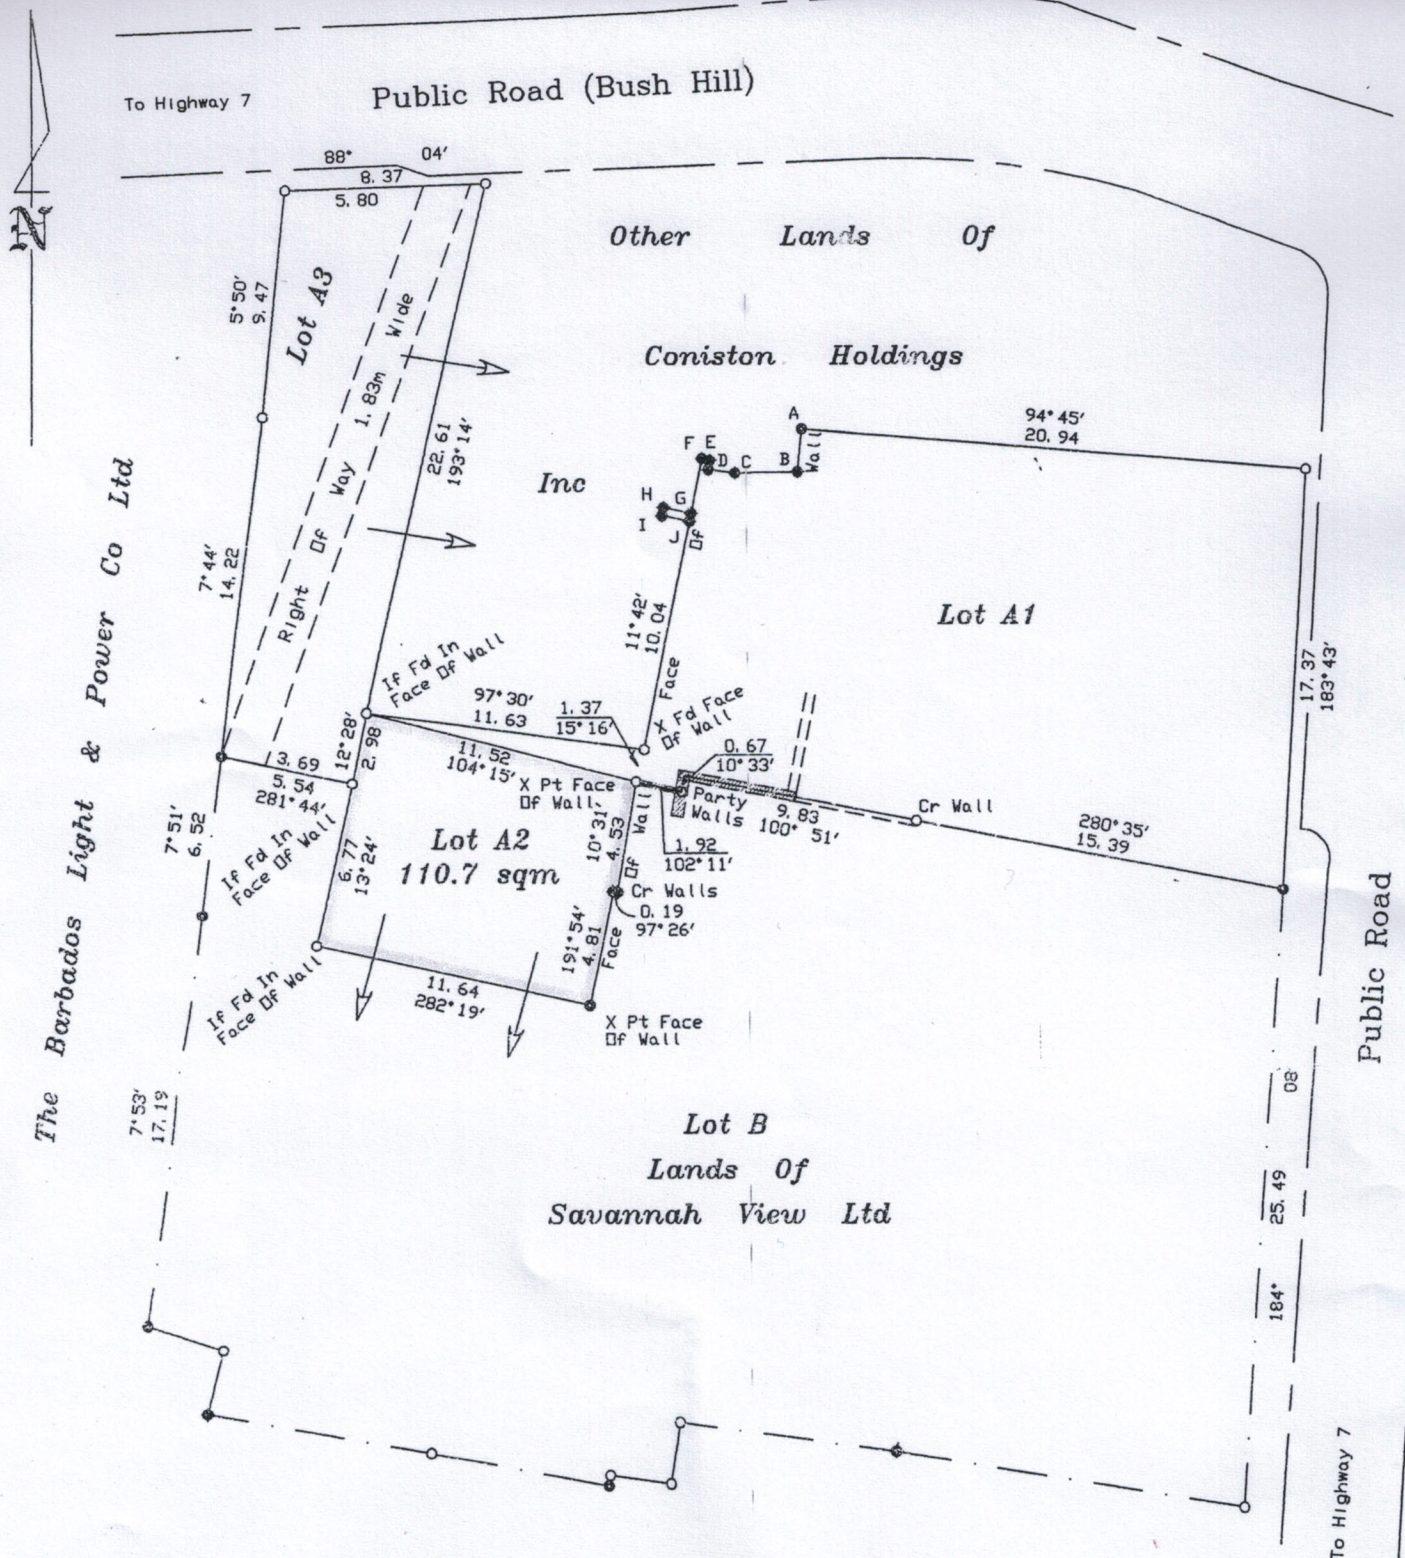 To Highway 7
Public Road (Bush Hill)
88° 04′
8. 37
5. 80
N
Other Lands Of
5°50′
9. 47
Lot A3
Right Of Way 1. 83m Wide
Coniston Holdings
22. 61
193°14′
Inc
A
94°45′
20. 94
F E
D C B
Wall
H G
I J
Of
The Barbados Light & Power Co Ltd
7°44′
14. 22
11°42′
10. 04
Face
Lot A1
17. 37
183°43′
If Fd In
Face Of Wall
97°30′
11. 63
1. 37
15°16′
X Fd Face
Of Wall
12°28′
2. 98
11. 52
104°15′
0. 67
10°33′
3. 69
5. 54
281°44′
X Pt Face
Of Wall.
Party
Walls
9. 83
100° 51′
Cr Wall
280°35′
15. 39
7°51′
6. 52
If Fd In
Face Of Wall
6. 77
13°24′
Lot A2
110.7 sqm
10°31′
4. 53
Wall
Of
1. 92
102°11′
Cr Walls
0. 19
97°26′
191°54′
4. 81
Face
If Fd In
Face Of Wall
11. 64
282°19′
X Pt Face
Of Wall
Public Road
7°53′
17. 19
Lot B
Lands Of
Savannah View Ltd
184° 25. 49 08
To Highway 7